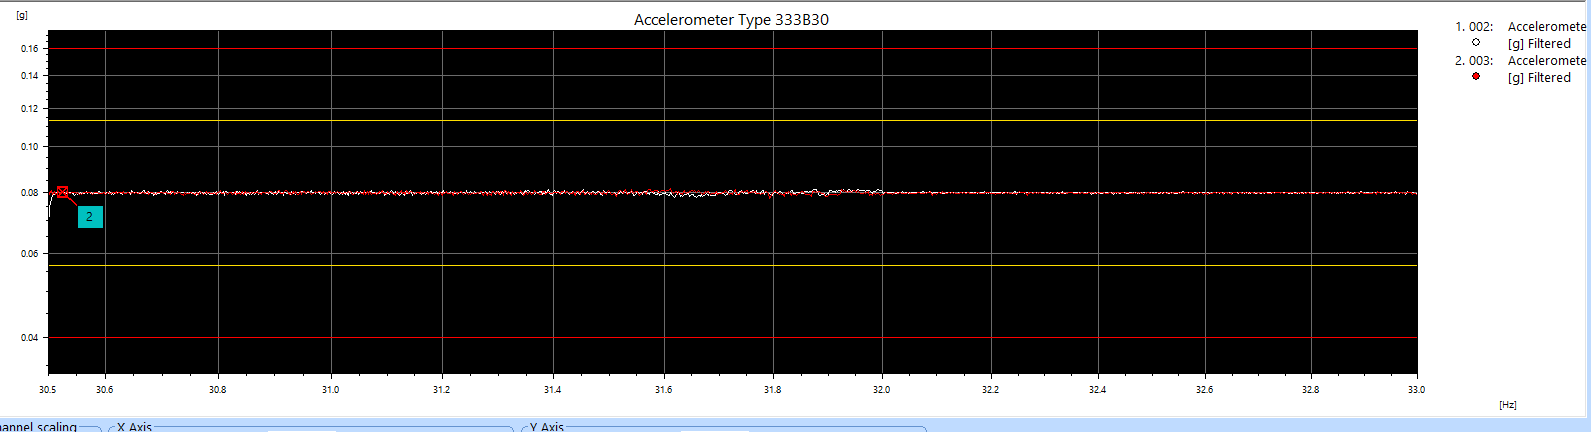 [g]
Accelerometer Type 333B30
1. 002: Acceleromete
[g] Filtered
2. 003: Acceleromete
[g] Filtered
0.16
0.14
0.12
0.10
0.08
0.06
0.04
2
30.5 30.6 30.8 31.0 31.2 31.4 31.6 31.8 32.0 32.2 32.4 32.6 32.8 33.0
[Hz]
annel scaling X Axis Y Axis